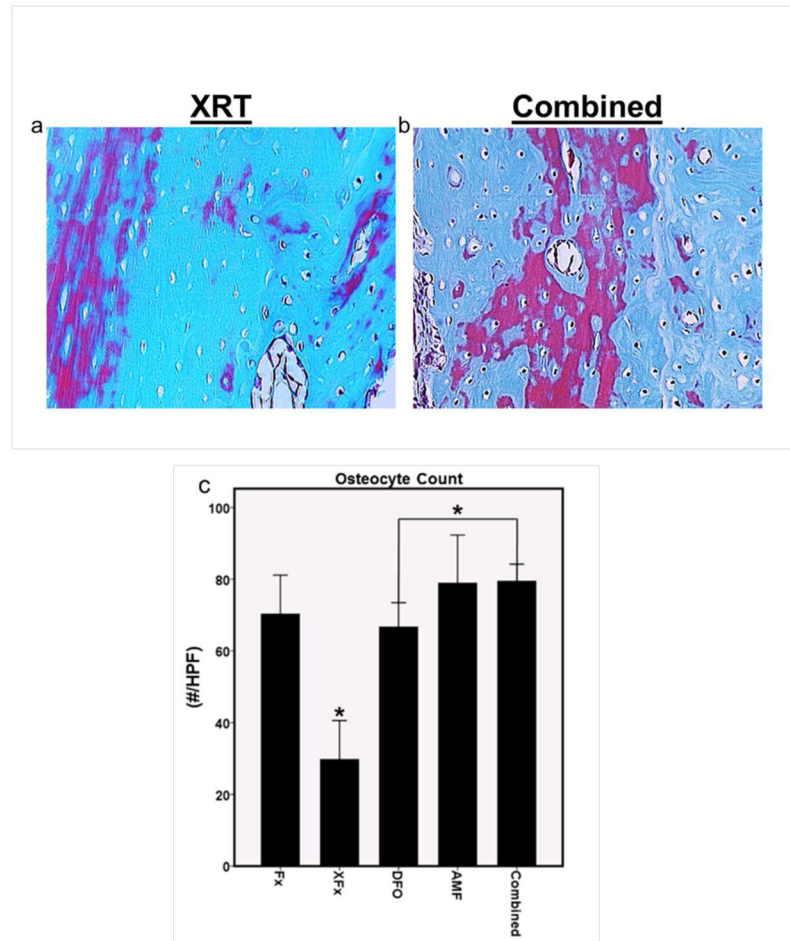 XRT
Combined
a
b
c
Osteocyte Count
(#/HPF)
100
80
60
40
20
0
*
*
Fx
XFx
DFO
AMF
Combined